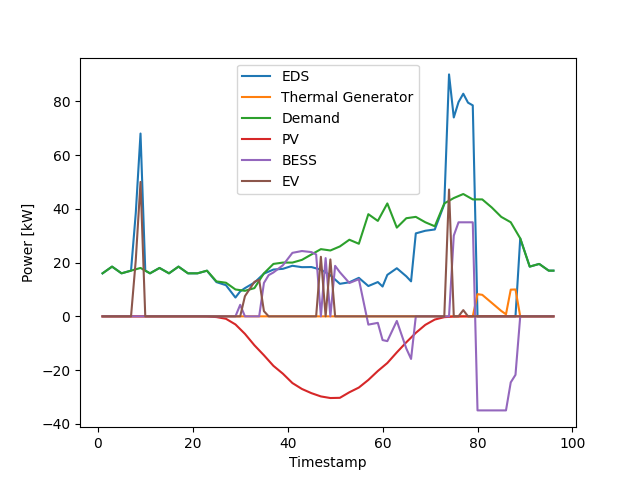 EDS
Thermal Generator
Demand
PV
BESS
EV
80
60
40
20
0
−20
−40
Power [kW]
0 20 40 60 80 100
Timestamp